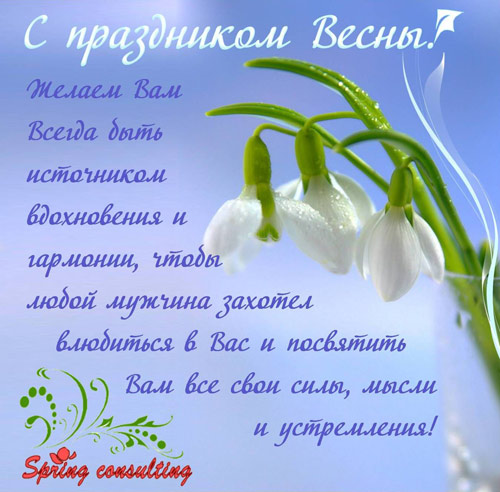 С праздником Весны!
Желаем Вам
Всегда быть
источником
вдохновения и
гармонии, чтобы
любой мужчина захотел
влюбиться в Вас и посвятить
Вам все свои силы, мысли
и устремления!
Spring consulting